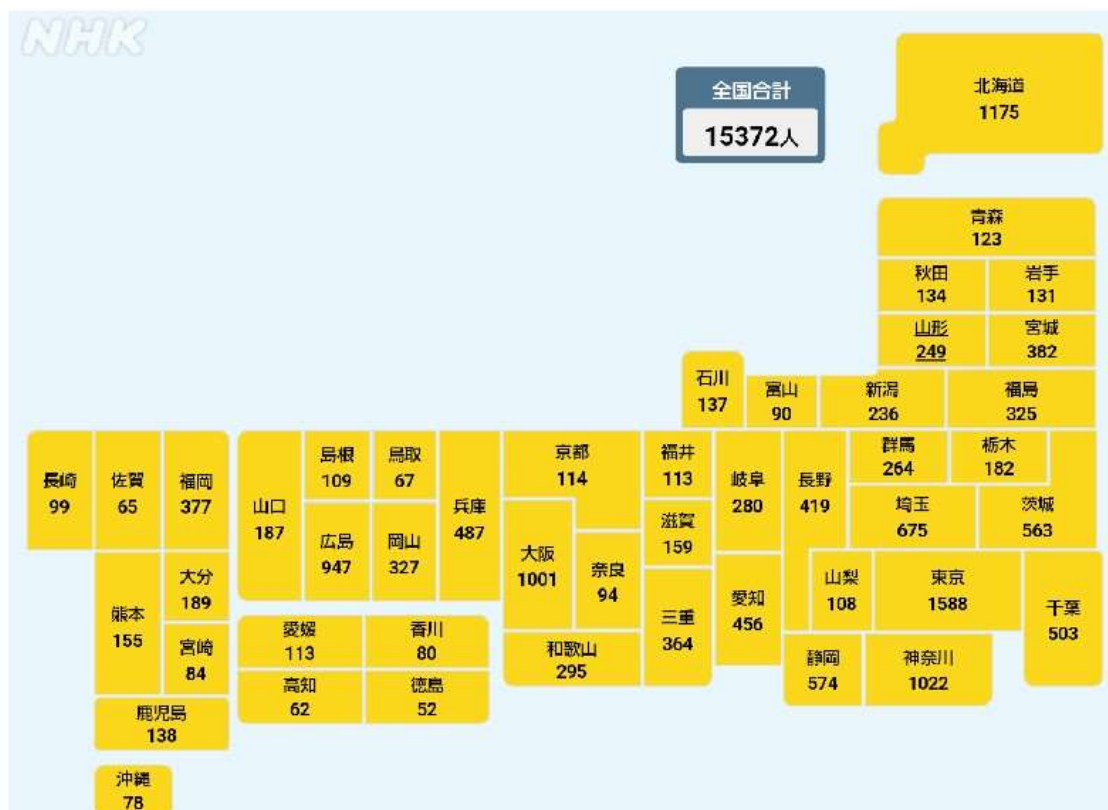 NHK
全国合計
15372人
北海道
1175
青森
123
秋田
134
岩手
131
山形
249
宮城
382
石川
137
富山
90
新潟
236
福島
325
長崎
99
佐賀
65
福岡
377
山口
187
島根
109
鳥取
67
兵庫
487
京都
114
福井
113
岐阜
280
長野
419
群馬
264
栃木
182
滋賀
159
埼玉
675
茨城
563
広島
947
岡山
327
大阪
1001
奈良
94
熊本
155
大分
189
宮崎
84
愛媛
113
香川
80
和歌山
295
三重
364
愛知
456
山梨
108
東京
1588
千葉
503
静岡
574
神奈川
1022
高知
62
徳島
52
鹿児島
138
沖縄
78